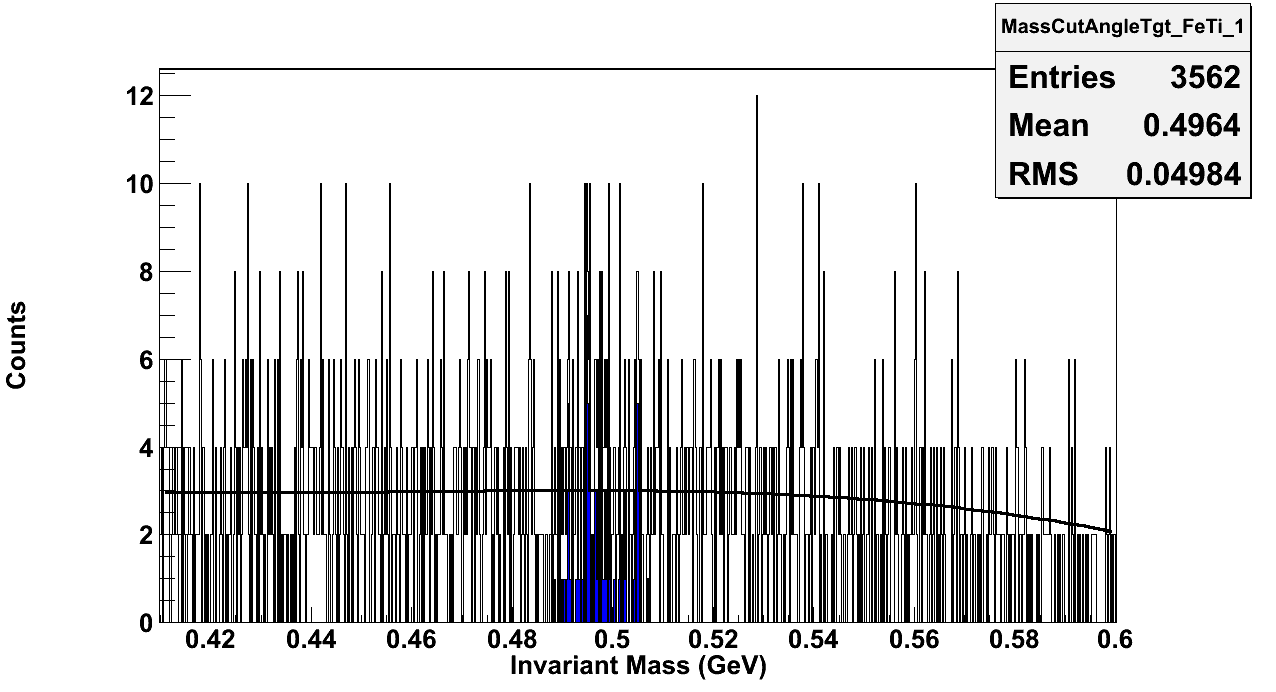 MassCutAngleTgt_FeTi_1
Entries 3562
Mean 0.4964
RMS 0.04984
12
10
8
6
4
2
0
Counts
0.42 0.44 0.46 0.48 0.5 0.52 0.54 0.56 0.58 0.6
Invariant Mass (GeV)